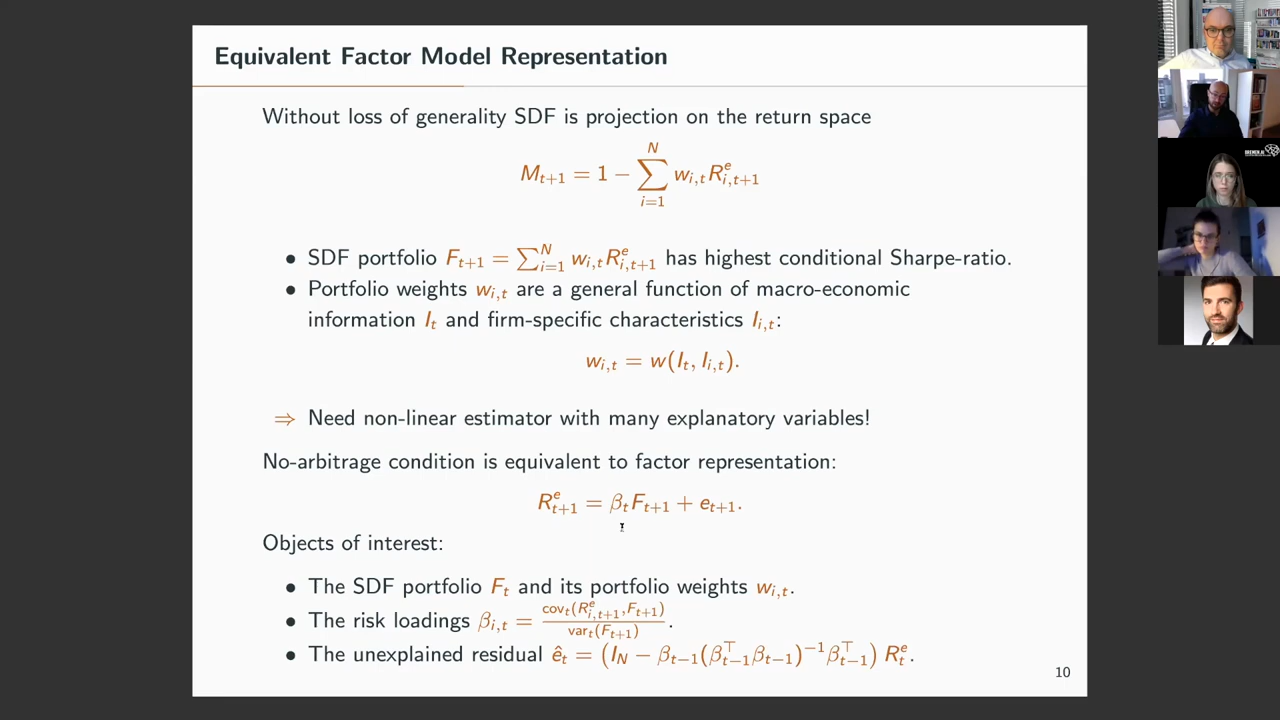 Equivalent Factor Model Representation
Without loss of generality SDF is projection on the return space
M_{t+1} = 1 − \sum_{i=1}^{N} w_{i,t} R^e_{i,t+1}
• SDF portfolio F_{t+1} = \sum_{i=1}^{N} w_{i,t} R^e_{i,t+1} has highest conditional Sharpe-ratio.
• Portfolio weights w_{i,t} are a general function of macro-economic
information I_t and firm-specific characteristics I_{i,t}:
w_{i,t} = w(I_t, I_{i,t}).
⇒ Need non-linear estimator with many explanatory variables!
No-arbitrage condition is equivalent to factor representation:
R^e_{t+1} = β_t F_{t+1} + e_{t+1}.
Objects of interest:
• The SDF portfolio F_t and its portfolio weights w_{i,t}.
• The risk loadings β_{i,t} = \frac{cov_t(R^e_{i,t+1}, F_{t+1})}{var_t(F_{t+1})}.
• The unexplained residual ê_t = (I_N − β_{t−1}(β^⊤_{t−1} β_{t−1})^{−1} β^⊤_{t−1}) R^e_t.
10